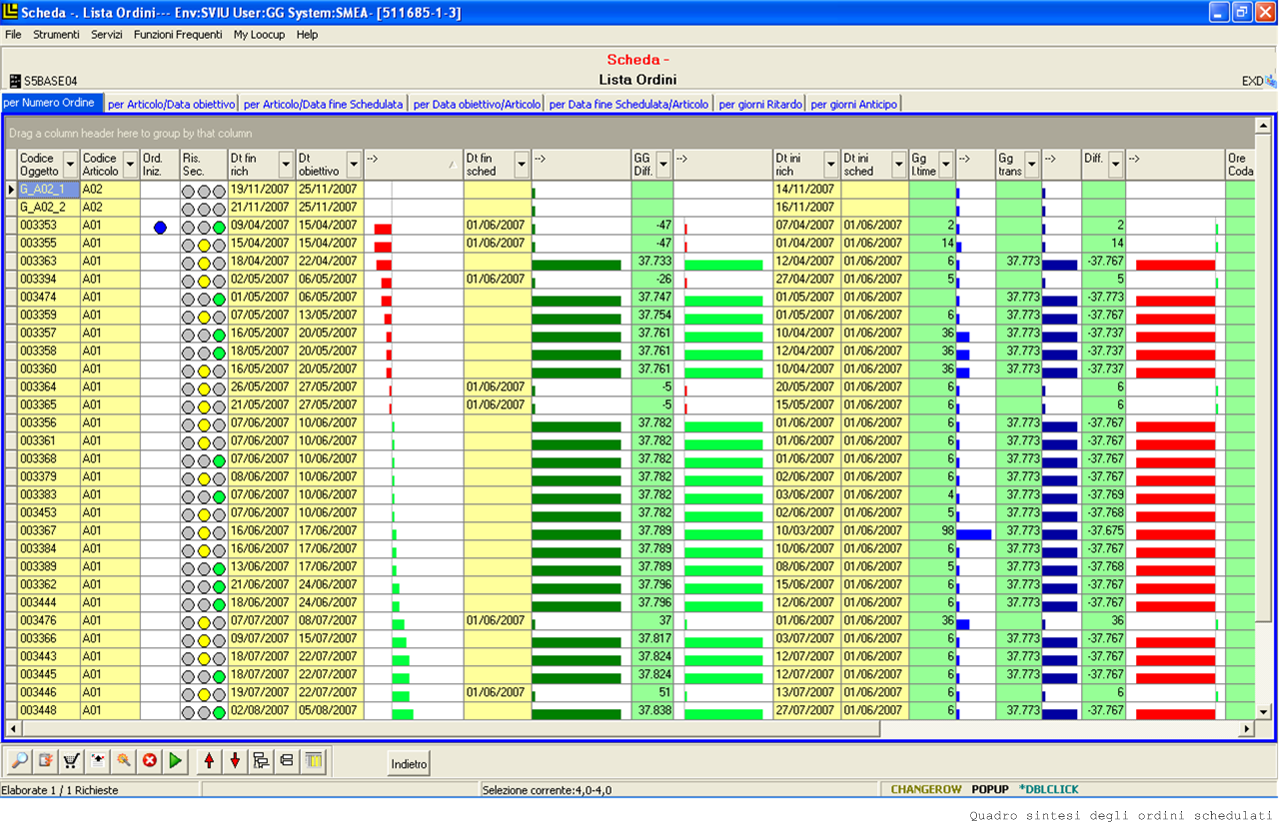 Scheda -. Lista Ordini--- Env:SVIU User:GG System:SMEA- [511685-1-3]
File Strumenti Servizi Funzioni Frequenti My Loocup Help
Scheda -
S5BASE04 Lista Ordini EXD
per Numero Ordine per Articolo/Data obiettivo per Articolo/Data fine Schedulata per Data obiettivo/Articolo per Data fine Schedulata/Articolo per giorni Ritardo per giorni Anticipo
Drag a column header here to group by that column
Codice Oggetto Codice Articolo Ord. Iniz. Ris. Sec. Dt fin rich Dt obiettivo --> Dt fin sched --> GG Diff. --> Dt ini rich Dt ini sched Gg l.time --> Gg trans --> Diff. --> Ore Coda
G_A02_1 A02 19/11/2007 25/11/2007 14/11/2007
G_A02_2 A02 21/11/2007 25/11/2007 16/11/2007
003353 A01 09/04/2007 15/04/2007 01/06/2007 -47 07/04/2007 01/06/2007 2 2
003355 A01 15/04/2007 15/04/2007 01/06/2007 -47 01/04/2007 01/06/2007 14 14
003363 A01 18/04/2007 22/04/2007 37.733 12/04/2007 01/06/2007 6 37.773 -37.767
003394 A01 02/05/2007 06/05/2007 01/06/2007 -26 27/04/2007 01/06/2007 5 5
003474 A01 01/05/2007 06/05/2007 37.747 01/05/2007 01/06/2007 37.773 -37.773
003359 A01 07/05/2007 13/05/2007 37.754 01/05/2007 01/06/2007 6 37.773 -37.767
003357 A01 16/05/2007 20/05/2007 37.761 10/04/2007 01/06/2007 36 37.773 -37.737
003358 A01 18/05/2007 20/05/2007 37.761 12/04/2007 01/06/2007 36 37.773 -37.737
003360 A01 16/05/2007 20/05/2007 37.761 10/04/2007 01/06/2007 36 37.773 -37.737
003364 A01 26/05/2007 27/05/2007 01/06/2007 -5 20/05/2007 01/06/2007 6 6
003365 A01 21/05/2007 27/05/2007 01/06/2007 -5 15/05/2007 01/06/2007 6 6
003356 A01 07/06/2007 10/06/2007 37.782 01/06/2007 01/06/2007 6 37.773 -37.767
003361 A01 07/06/2007 10/06/2007 37.782 01/06/2007 01/06/2007 6 37.773 -37.767
003368 A01 07/06/2007 10/06/2007 37.782 01/06/2007 01/06/2007 6 37.773 -37.767
003379 A01 08/06/2007 10/06/2007 37.782 02/06/2007 01/06/2007 6 37.773 -37.767
003383 A01 07/06/2007 10/06/2007 37.782 03/06/2007 01/06/2007 4 37.773 -37.769
003453 A01 07/06/2007 10/06/2007 37.782 02/06/2007 01/06/2007 5 37.773 -37.768
003367 A01 16/06/2007 17/06/2007 37.789 10/03/2007 01/06/2007 98 37.773 -37.675
003384 A01 16/06/2007 17/06/2007 37.789 10/06/2007 01/06/2007 6 37.773 -37.767
003389 A01 13/06/2007 17/06/2007 37.789 08/06/2007 01/06/2007 5 37.773 -37.768
003362 A01 21/06/2007 24/06/2007 37.796 15/06/2007 01/06/2007 6 37.773 -37.767
003444 A01 18/06/2007 24/06/2007 37.796 12/06/2007 01/06/2007 6 37.773 -37.767
003476 A01 07/07/2007 08/07/2007 01/06/2007 37 01/06/2007 01/06/2007 36 36
003366 A01 09/07/2007 15/07/2007 37.817 03/07/2007 01/06/2007 6 37.773 -37.767
003443 A01 18/07/2007 22/07/2007 37.824 12/07/2007 01/06/2007 6 37.773 -37.767
003445 A01 18/07/2007 22/07/2007 37.824 12/07/2007 01/06/2007 6 37.773 -37.767
003446 A01 19/07/2007 22/07/2007 01/06/2007 51 13/07/2007 01/06/2007 6 6
003448 A01 02/08/2007 05/08/2007 37.838 27/07/2007 01/06/2007 6 37.773 -37.767
Indietro
Elaborate 1 / 1 Richieste Selezione corrente:4,0-4,0 CHANGEROW POPUP *DBLCLICK
Quadro sintesi degli ordini schedulati